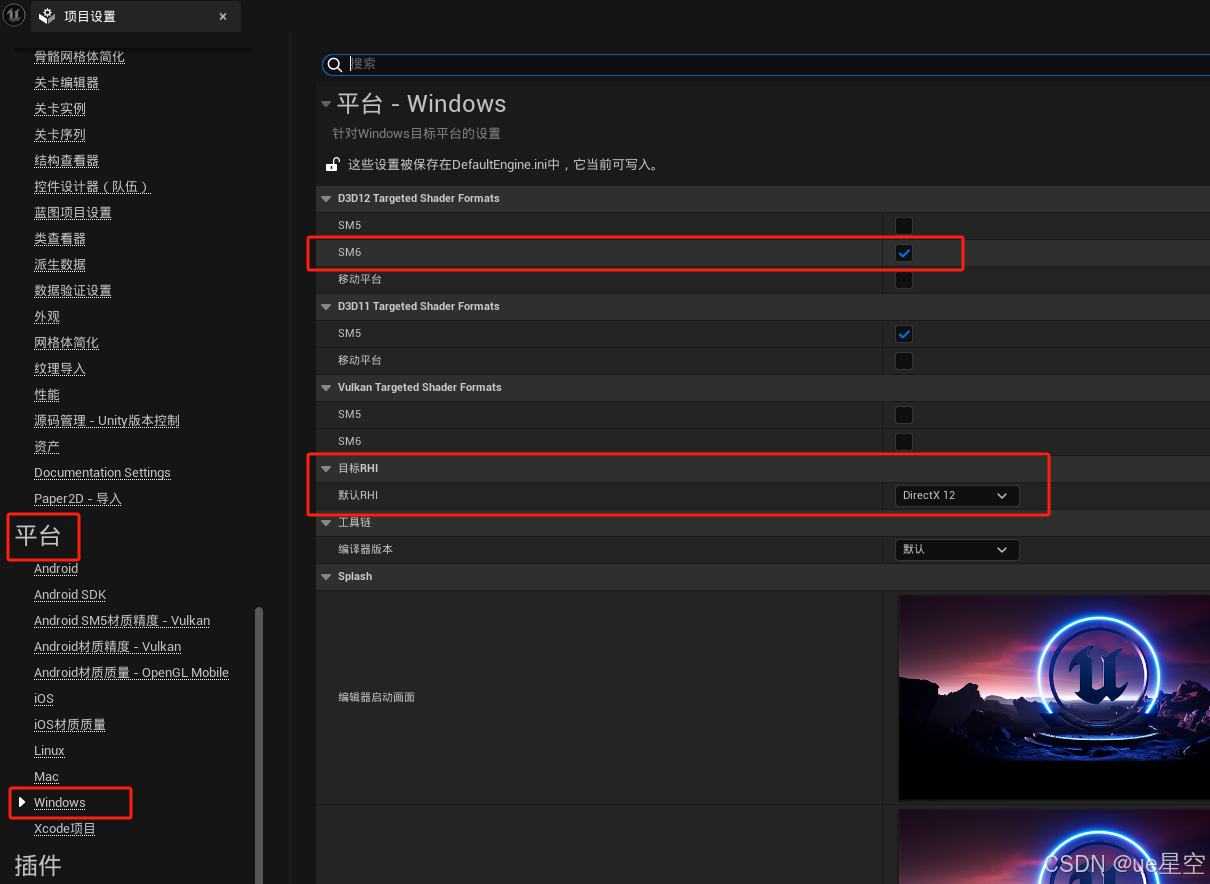 项目设置
骨骼网格体简化
关卡编辑器
关卡实例
关卡序列
结构查看器
控件设计器（队伍）
蓝图项目设置
类查看器
派生数据
数据验证设置
外观
网格体简化
纹理导入
性能
源码管理 - Unity版本控制
资产
Documentation Settings
Paper2D - 导入
平台
Android
Android SDK
Android SM5材质精度 - Vulkan
Android材质精度 - Vulkan
Android材质质量 - OpenGL Mobile
iOS
iOS材质质量
Linux
Mac
Windows
Xcode项目
插件
搜索
平台 - Windows
针对Windows目标平台的设置
这些设置被保存在DefaultEngine.ini中，它当前可写入。
D3D12 Targeted Shader Formats
SM5
SM6
移动平台
D3D11 Targeted Shader Formats
SM5
移动平台
Vulkan Targeted Shader Formats
SM5
SM6
目标RHI
默认RHI DirectX 12
工具链
编译器版本 默认
Splash
编辑器启动画面
CSDN @ue星空